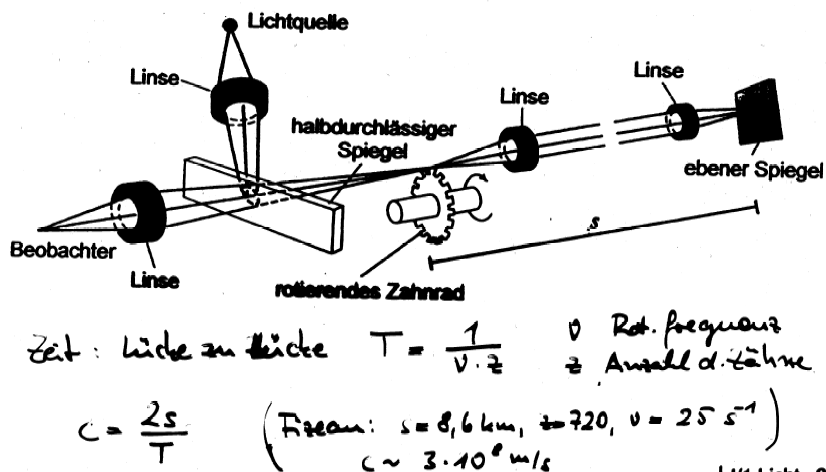 Lichtquelle
Linse
halbdurchlässiger
Spiegel
Linse
Linse
ebener Spiegel
Beobachter
Linse
rotierendes Zahnrad
s
Zeit: Lücke zu Lücke T = 1/(ν·z) ν Rot. frequenz
z Anzahl d. Zähne
c = 2s/T (Fizeau: s = 8,6 km, z=720, ν = 25 s⁻¹)
c ~ 3·10⁸ m/s